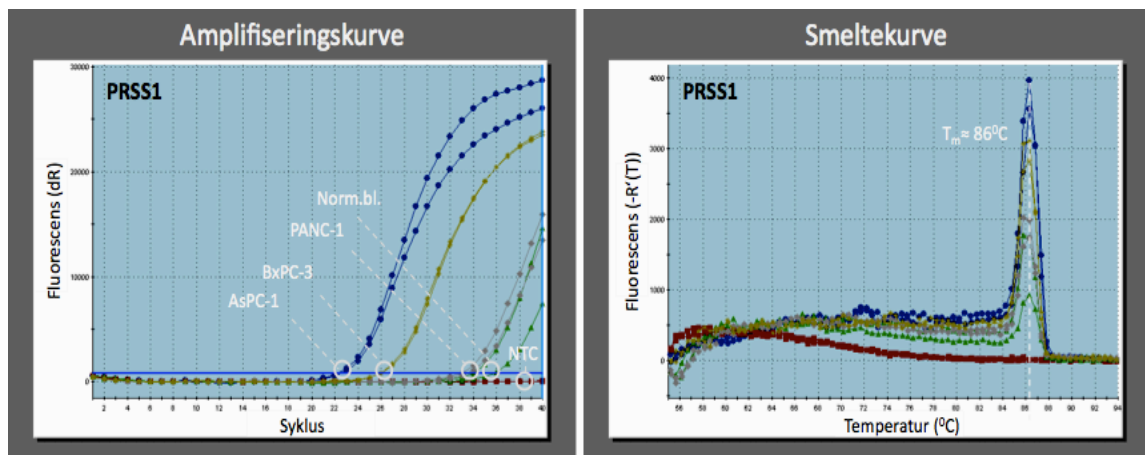 Amplifiseringskurve
PRSS1
Fluorescens (dR)
30000
20000
10000
0
Norm.bl.
PANC-1
BxPC-3
AsPC-1
NTC
2 4 6 8 10 12 14 16 18 20 22 24 26 28 30 32 34 36 38 40
Syklus
Smeltekurve
PRSS1
Fluorescens (-R'(T))
4000
3000
2000
1000
0
Tm≈ 86⁰C
56 58 60 62 64 66 68 70 72 74 76 78 80 82 84 86 88 90 92 94
Temperatur (⁰C)